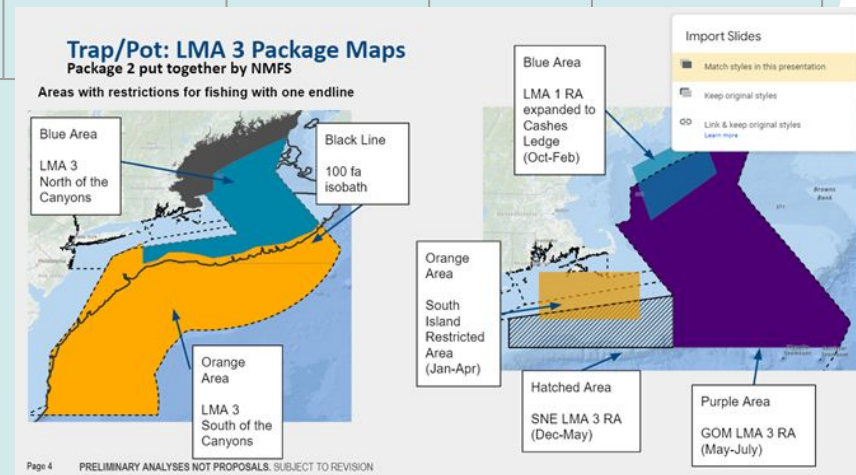 Trap/Pot: LMA 3 Package Maps
Package 2 put together by NMFS
Areas with restrictions for fishing with one endline
Blue Area
LMA 3
North of the
Canyons
Black Line
100 fa
isobath
Orange
Area
LMA 3
South of the
Canyons
Blue Area
LMA 1 RA
expanded to
Cashes
Ledge
(Oct-Feb)
Import Slides
Match styles in this presentation
Keep original styles
Link & keep original styles
Learn more
Browns
Bank
Orange
Area
South
Island
Restricted
Area
(Jan-Apr)
Hatched Area
SNE LMA 3 RA
(Dec-May)
Purple Area
GOM LMA 3 RA
(May-July)
Page 4 PRELIMINARY ANALYSES NOT PROPOSALS. SUBJECT TO REVISION